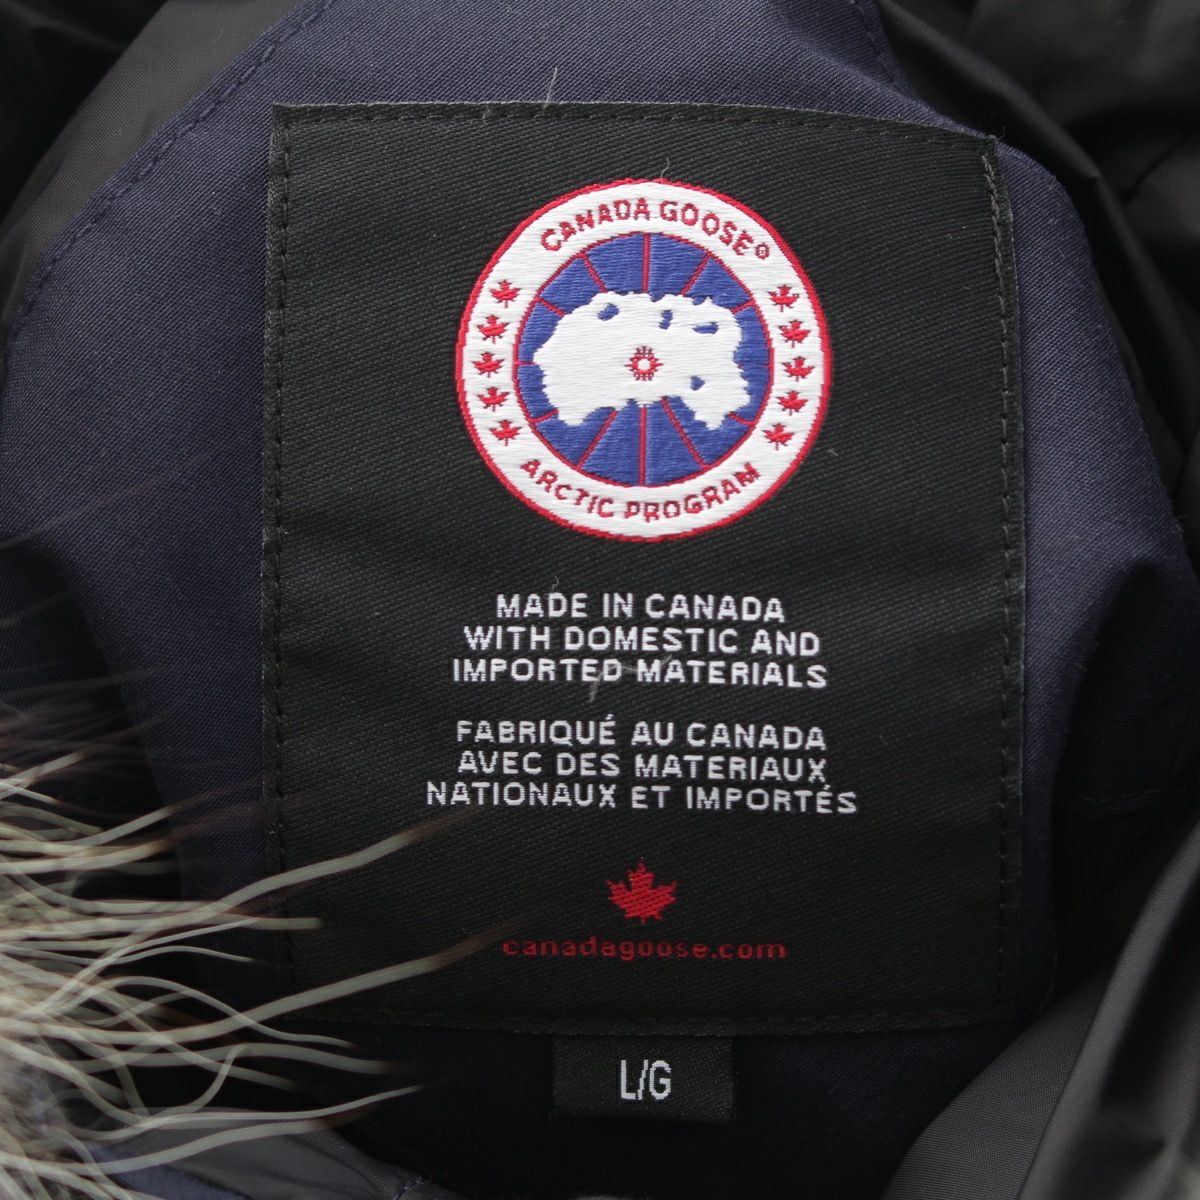 CANADA GOOSE®
ARCTIC PROGRAM
MADE IN CANADA
WITH DOMESTIC AND
IMPORTED MATERIALS
FABRIQUÉ AU CANADA
AVEC DES MATERIAUX
NATIONAUX ET IMPORTÉS
canadagoose.com
L/G